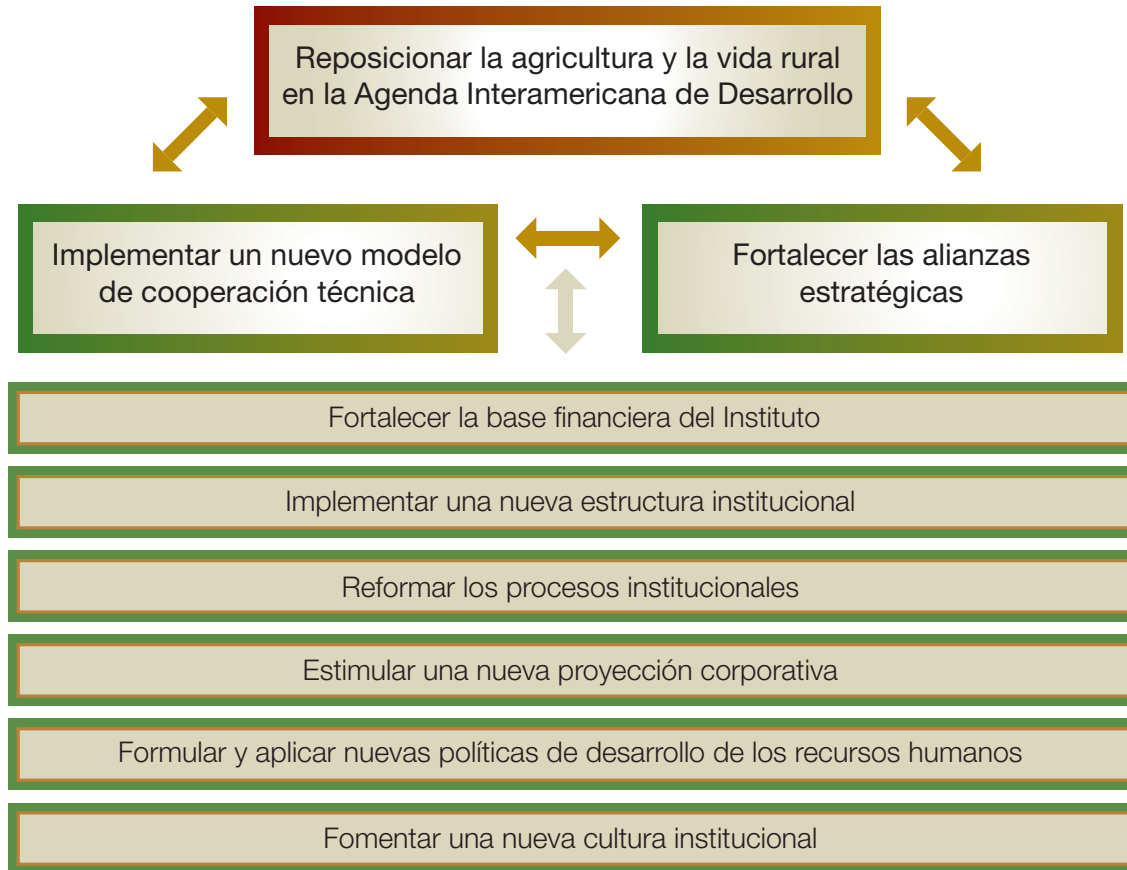 Reposicionar la agricultura y la vida rural
en la Agenda Interamericana de Desarrollo
Implementar un nuevo modelo
de cooperación técnica
Fortalecer las alianzas
estratégicas
Fortalecer la base financiera del Instituto
Implementar una nueva estructura institucional
Reformar los procesos institucionales
Estimular una nueva proyección corporativa
Formular y aplicar nuevas políticas de desarrollo de los recursos humanos
Fomentar una nueva cultura institucional